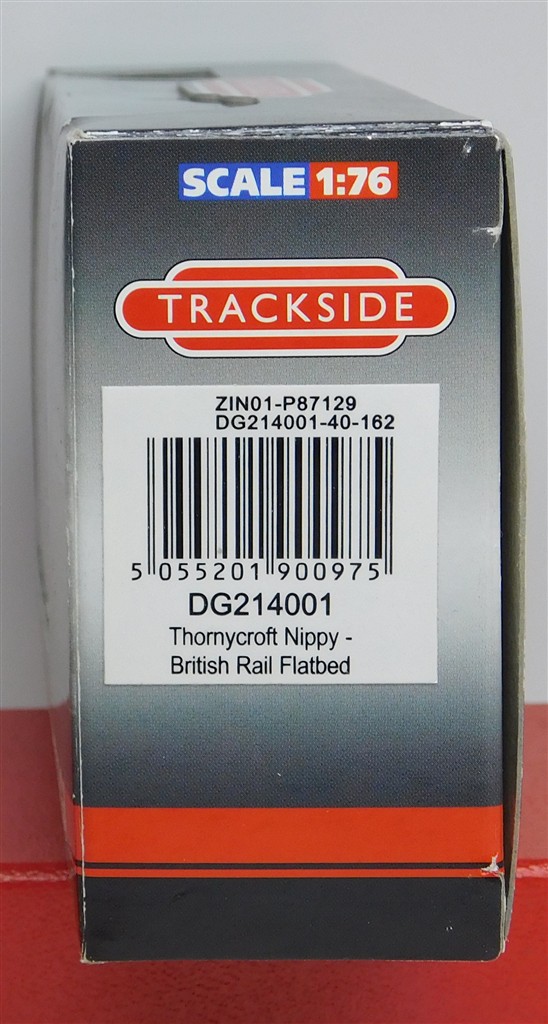 SCALE 1:76
TRACKSIDE
ZIN01-P87129
DG214001-40-162
5 055201 900975
DG214001
Thornycroft Nippy -
British Rail Flatbed